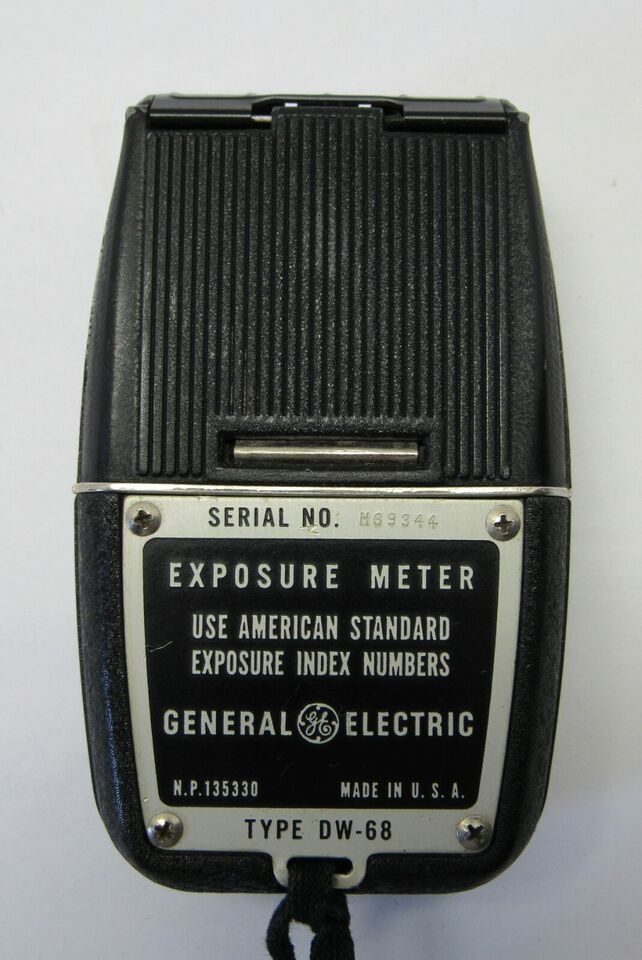 SERIAL NO. M69344
EXPOSURE METER
USE AMERICAN STANDARD
EXPOSURE INDEX NUMBERS
GENERAL GE ELECTRIC
N.P.135330 MADE IN U. S. A.
TYPE DW-68